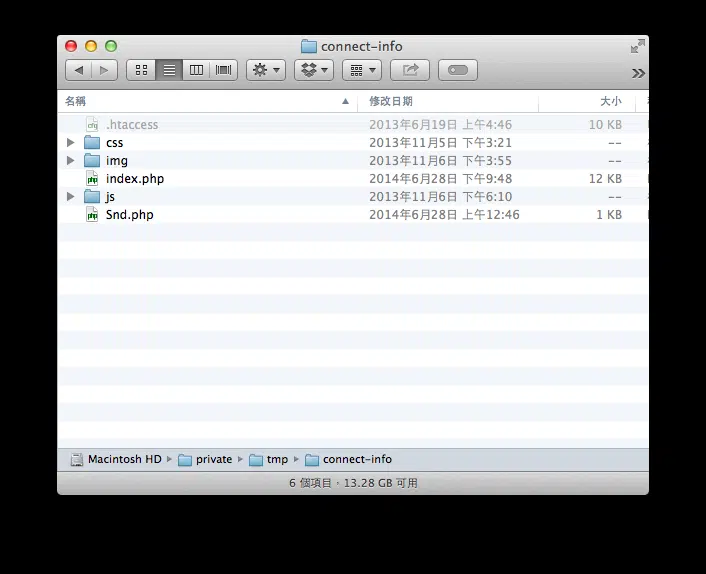 connect-info
名稱 修改日期 大小
.htaccess 2013年6月19日 上午4:46 10 KB
css 2013年11月5日 下午3:21 --
img 2013年11月6日 下午3:55 --
index.php 2014年6月28日 下午9:48 12 KB
js 2013年11月6日 下午6:10 --
Snd.php 2014年6月28日 上午12:46 1 KB
Macintosh HD private tmp connect-info
6 個項目，13.28 GB 可用